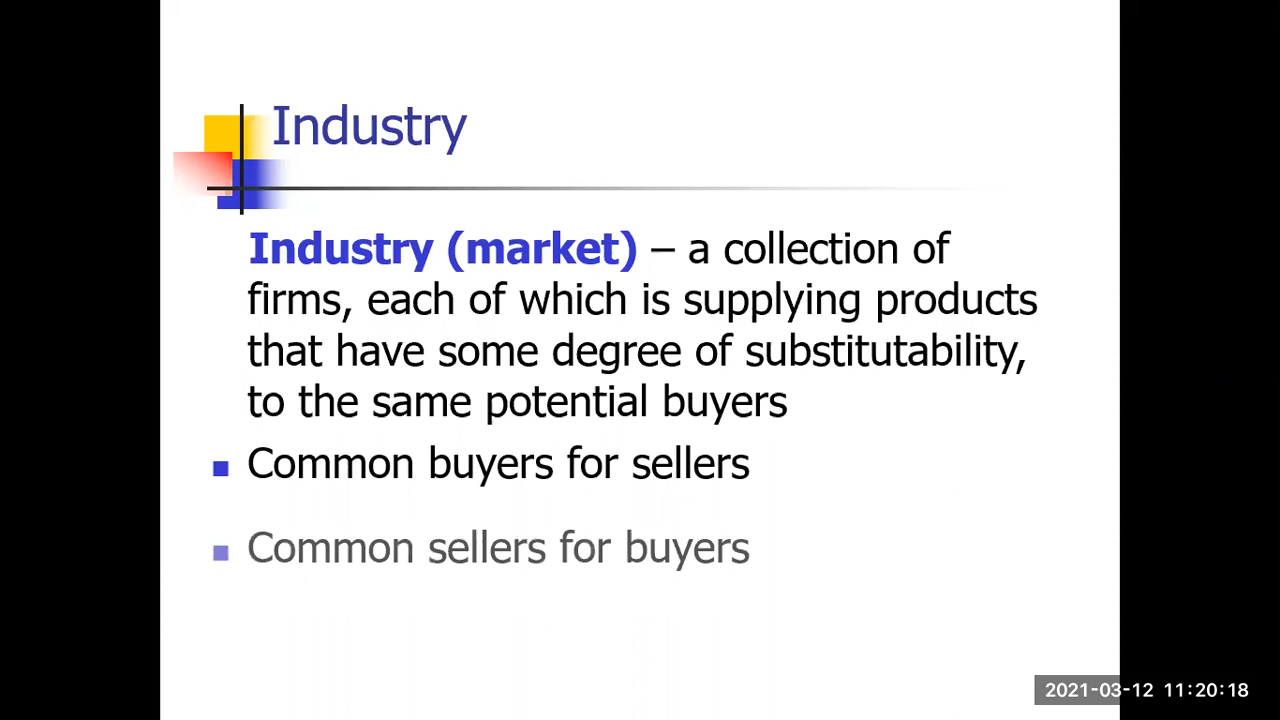 Industry
Industry (market) – a collection of
firms, each of which is supplying products
that have some degree of substitutability,
to the same potential buyers
Common buyers for sellers
Common sellers for buyers
2021-03-12 11:20:18